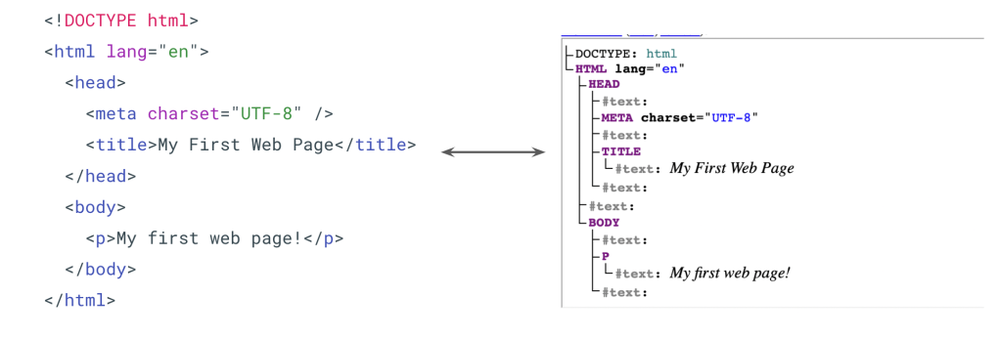 <!DOCTYPE html>
<html lang="en">
<head>
<meta charset="UTF-8" />
<title>My First Web Page</title>
</head>
<body>
<p>My first web page!</p>
</body>
</html>
DOCTYPE: html
HTML lang="en"
HEAD
#text:
META charset="UTF-8"
#text:
TITLE
#text: My First Web Page
#text:
#text:
BODY
#text:
P
#text: My first web page!
#text: